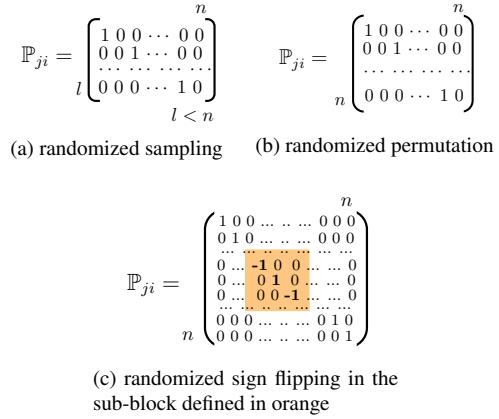 n
1 0 0 ⋯ 0 0
0 0 1 ⋯ 0 0
ℙji =
⋯ ⋯ ⋯ ⋯
l 0 0 0 ⋯ 1 0
l < n
(a) randomized sampling
n
1 0 0 ⋯ 0 0
0 0 1 ⋯ 0 0
ℙji =
⋯ ⋯ ⋯ ⋯
n 0 0 0 ⋯ 1 0
(b) randomized permutation
n
1 0 0 ... .. ... 0 0 0
0 1 0 ... .. ... 0 0 0
... ... ... ... .. ... ... ... ...
0 ... -1 0 0 ... ... 0
ℙji =
0 ... 0 1 0 ... ... 0
0 ... 0 0 -1 ... ... 0
... ... ... ... .. ... ... ... ...
n 0 0 0 ... .. ... 0 1 0
0 0 0 ... .. ... 0 0 1
(c) randomized sign flipping in the
sub-block defined in orange